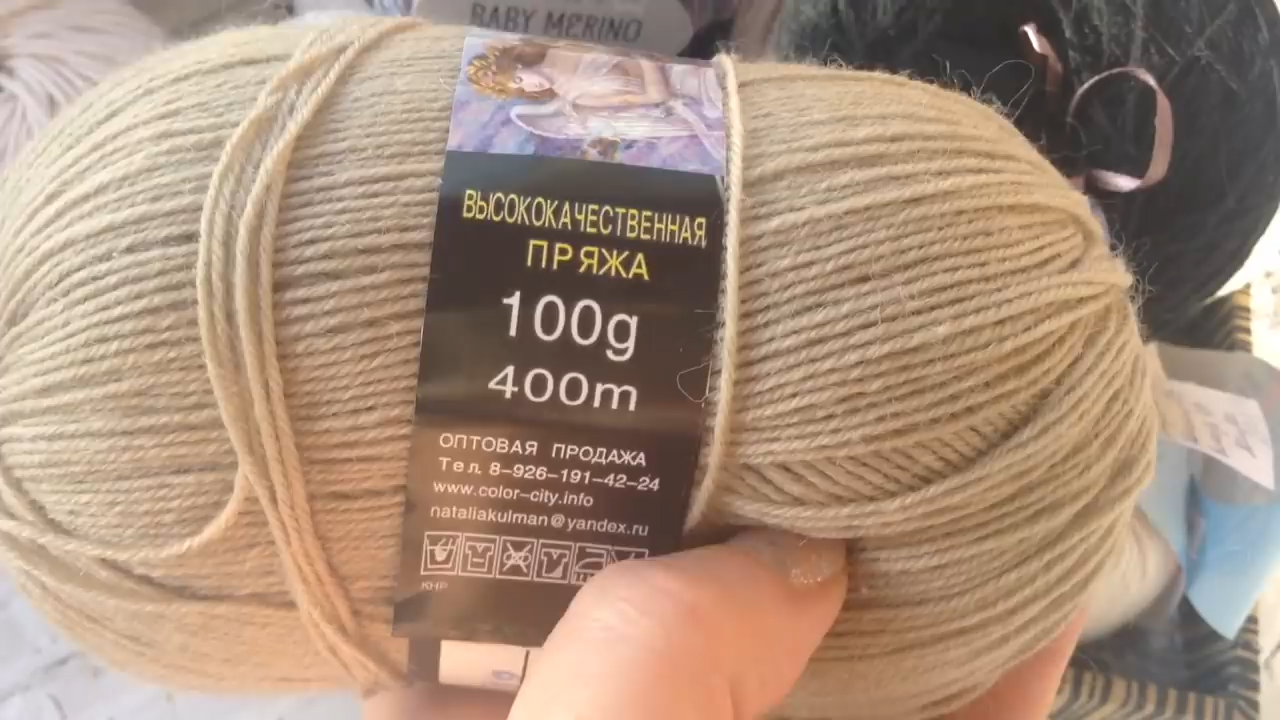 BABY MERINO
ВЫСОКОКАЧЕСТВЕННАЯ
ПРЯЖА
100g
400m
ОПТОВАЯ ПРОДАЖА
Тел. 8-926-191-42-24
www.color-city.info
nataliakulman@yandex.ru
КНР